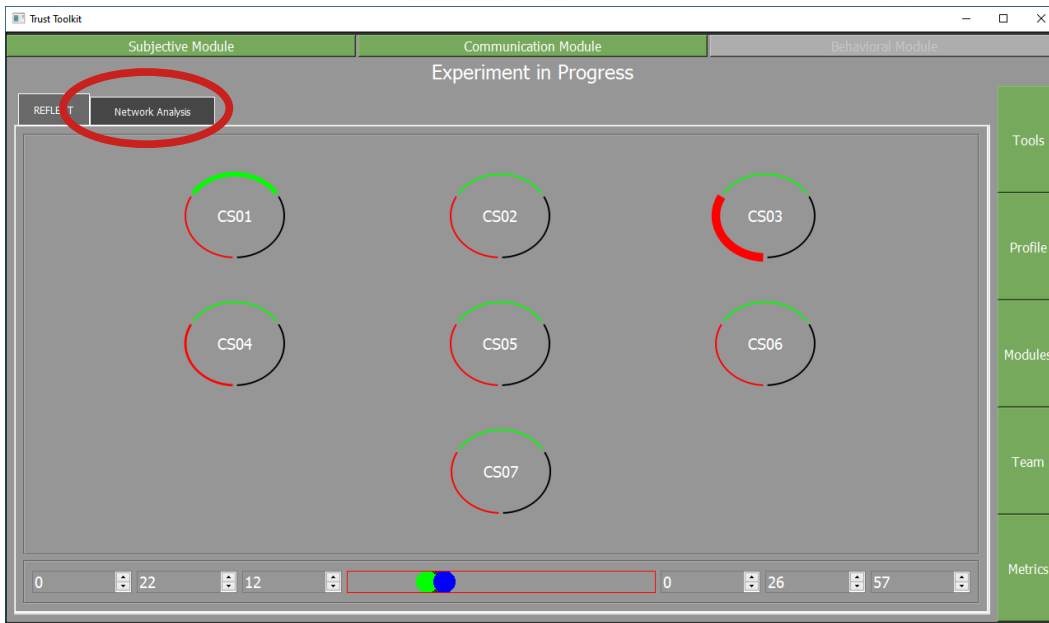 Trust Toolkit
Subjective Module Communication Module Behavioral Module
Experiment in Progress
REFLECT Network Analysis
Tools
CS01 CS02 CS03
Profile
CS04 CS05 CS06
Modules
CS07
Team
0 22 12 0 26 57
Metrics